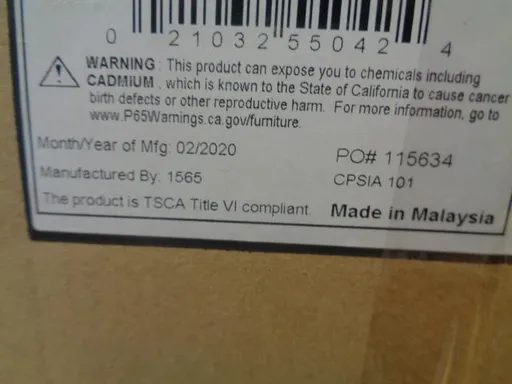 0 21032 55042 4
WARNING: This product can expose you to chemicals including
CADMIUM , which is known to the State of California to cause cancer
birth defects or other reproductive harm. For more information, go to
www.P65Warnings.ca.gov/furniture.
Month/Year of Mfg: 02/2020 PO# 115634
Manufactured By: 1565 CPSIA 101
The product is TSCA Title VI compliant. Made in Malaysia